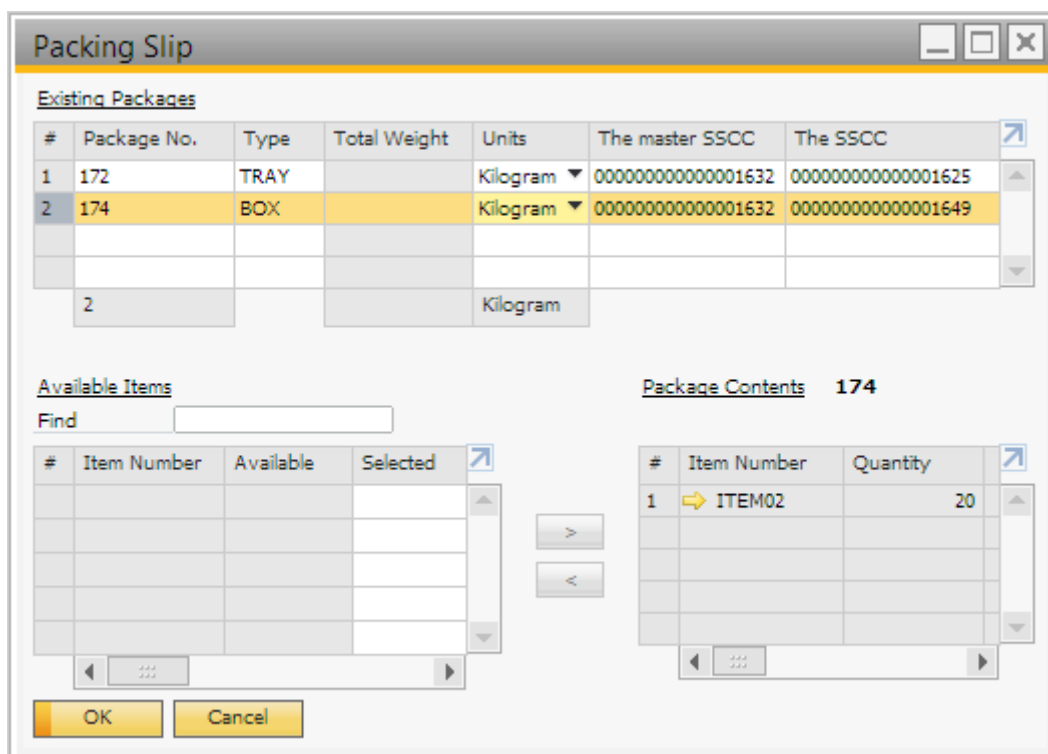 Packing Slip
Existing Packages
# Package No. Type Total Weight Units The master SSCC The SSCC
1 172 TRAY Kilogram 000000000000001632 000000000000001625
2 174 BOX Kilogram 000000000000001632 000000000000001649
2 Kilogram
Available Items Package Contents 174
Find
# Item Number Available Selected # Item Number Quantity
1 ITEM02 20
>
<
OK Cancel